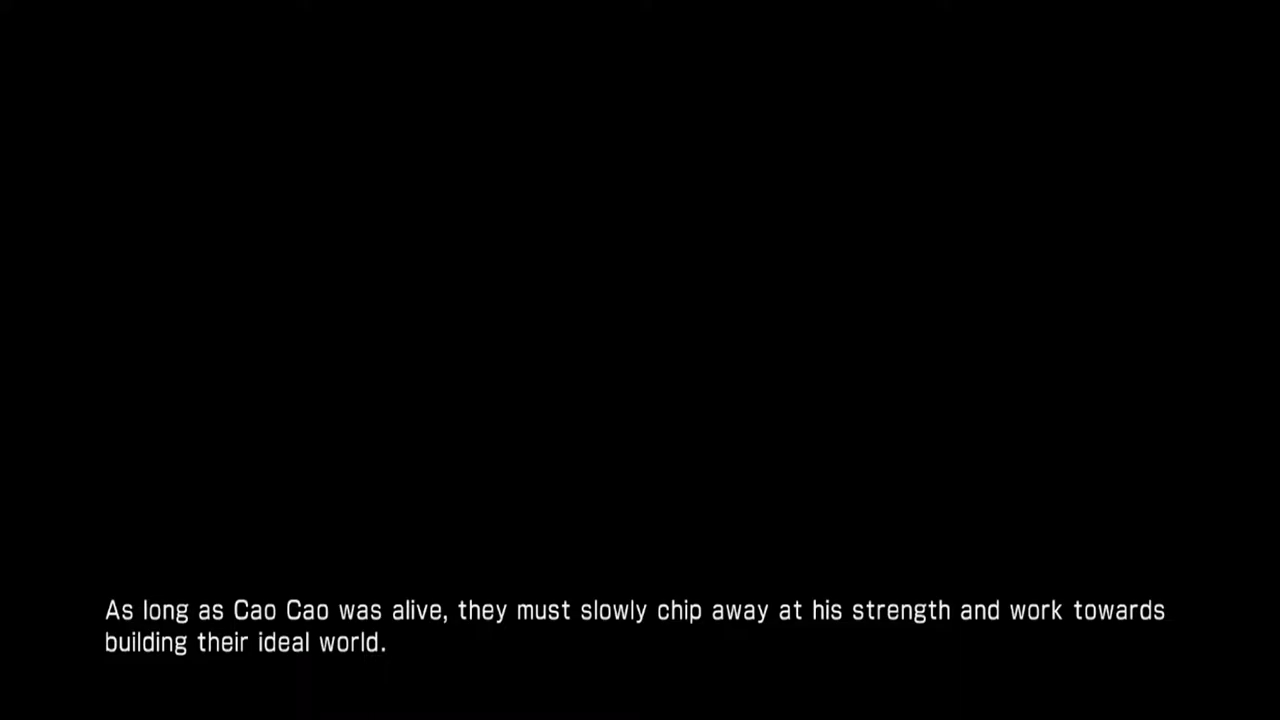 As long as Cao Cao was alive, they must slowly chip away at his strength and work towards
building their ideal world.